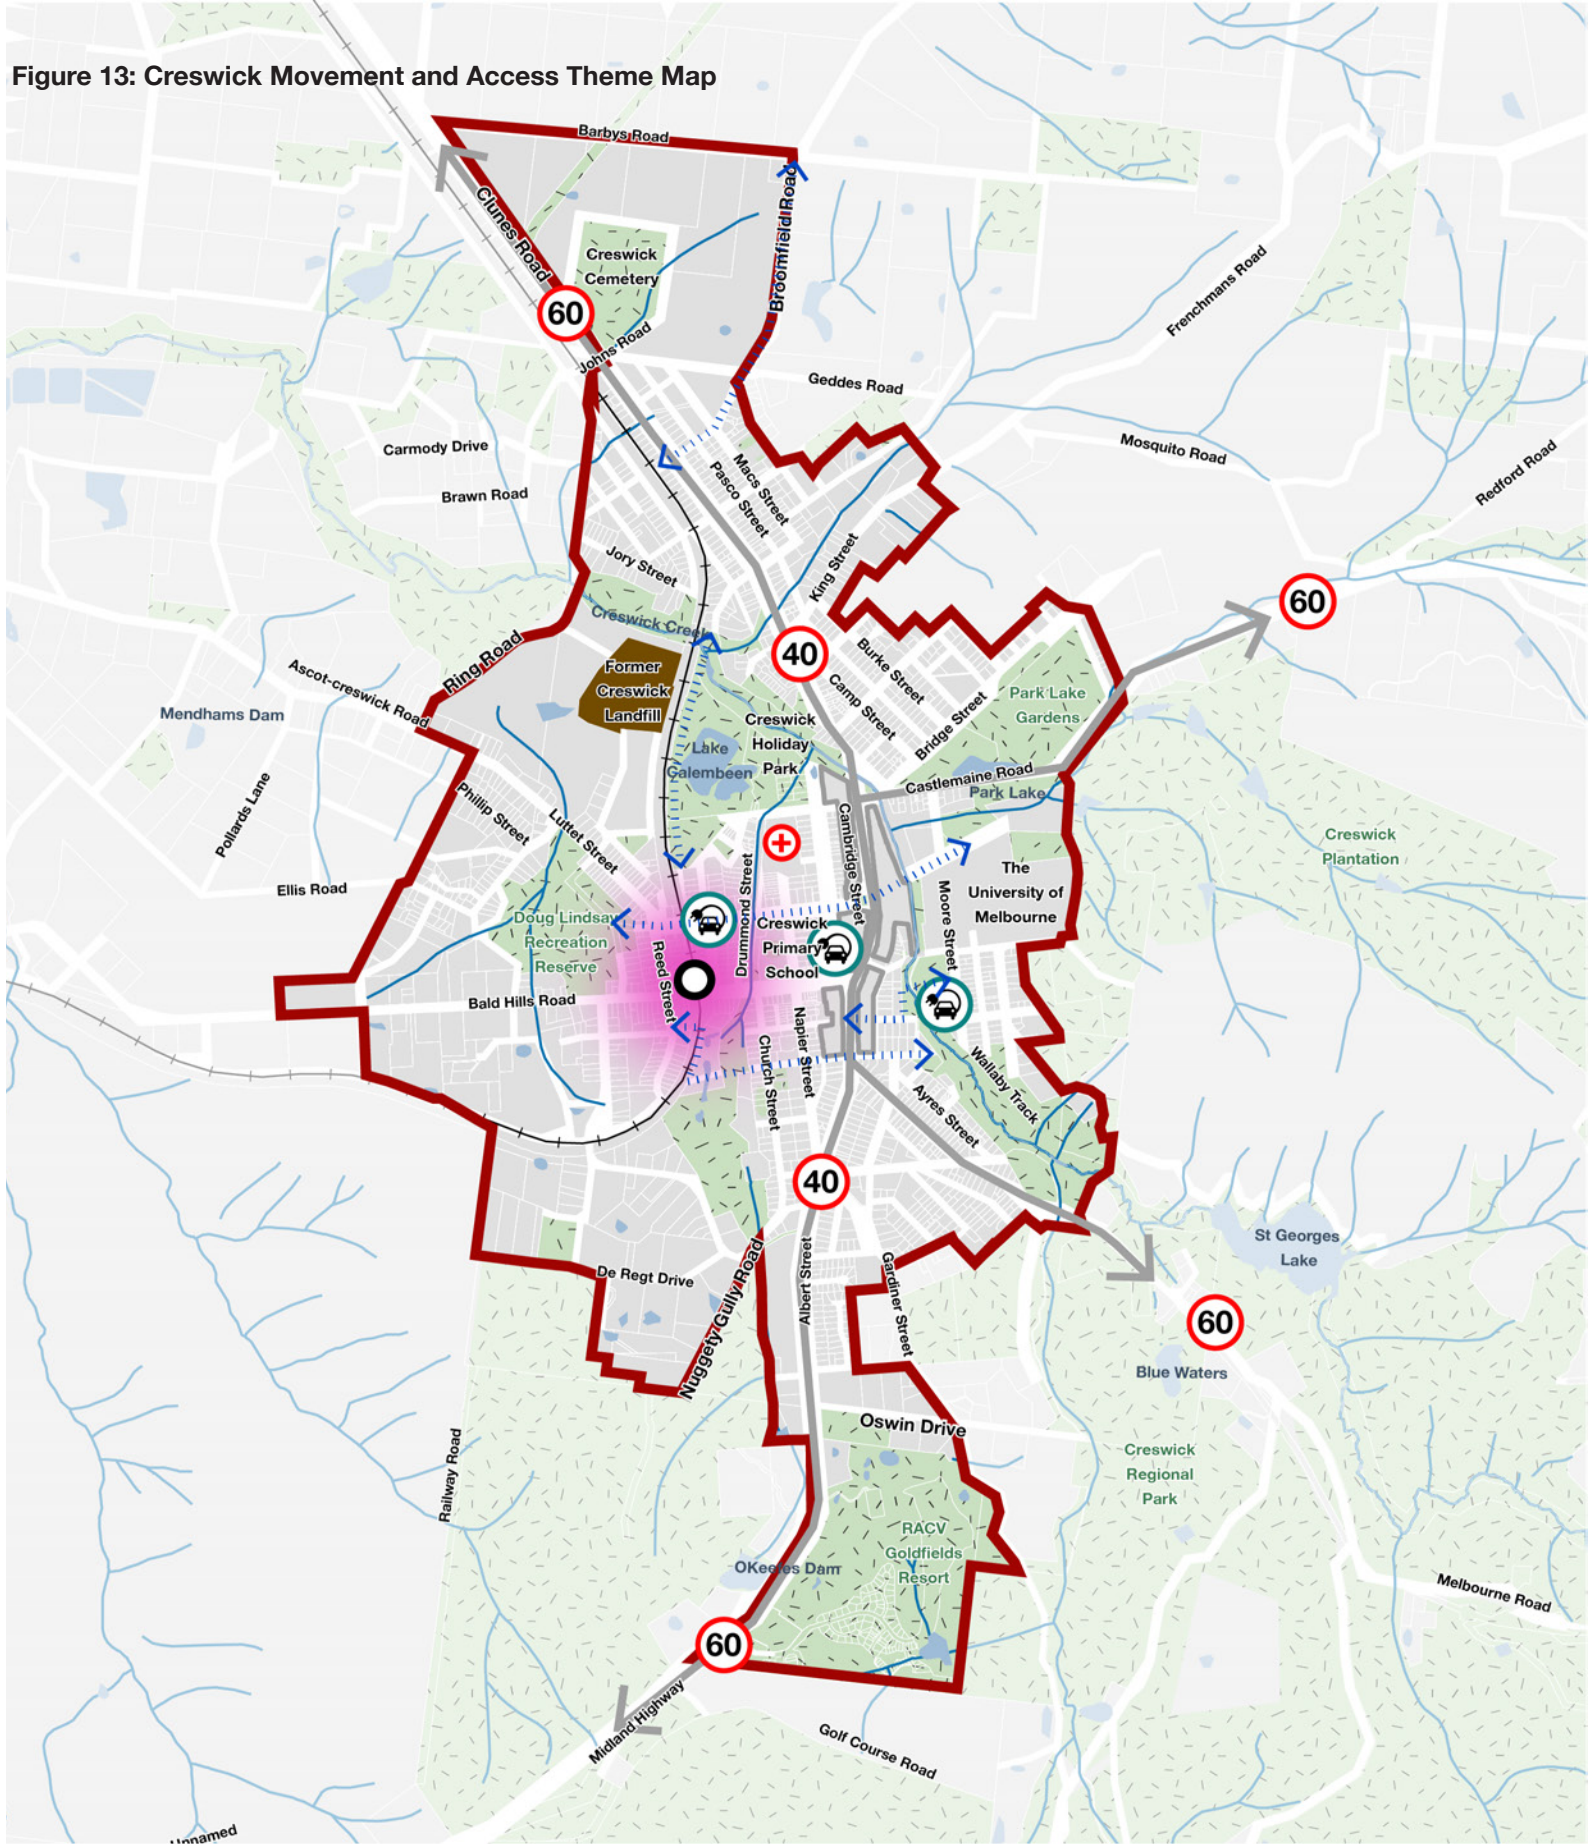 Figure 13: Creswick Movement and Access Theme Map
Barbys Road
Clunes Road
Broomfield Road
Creswick
Cemetery
60
Johns Road
Frenchmans Road
Geddes Road
Carmody Drive
Brawn Road
Macs Street
Pasco Street
Mosquito Road
Redford Road
Jory Street
King Street
Creswick Creek
60
40
Ring Road
Ascot-creswick Road
Mendhams Dam
Former
Creswick
Landfill
Burke Street
Camp Street
Bridge Street
Park Lake
Gardens
Creswick
Holiday
Park
Lake
Calembeen
Castlemaine Road
Park Lake
Pollards Lane
Phillip Street
Luttet Street
Cambridge Street
Creswick
Plantation
Ellis Road
Drummond Street
Moore Street
The
University of
Melbourne
Doug Lindsay
Recreation
Reserve
Creswick
Primary
School
Reed Street
Bald Hills Road
Napier Street
Church Street
Wallaby Track
Ayres Street
40
St Georges
Lake
De Regt Drive
Nuggety Gully Road
Albert Street
Gardiner Street
60
Blue Waters
Oswin Drive
Creswick
Regional
Park
Railway Road
RACV
Goldfields
Resort
OKeefes Dam
Melbourne Road
60
Midland Highway
Golf Course Road
Unnamed